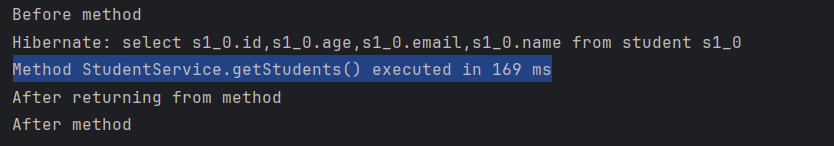 Before method
Hibernate: select s1_0.id,s1_0.age,s1_0.email,s1_0.name from student s1_0
Method StudentService.getStudents() executed in 169 ms
After returning from method
After method